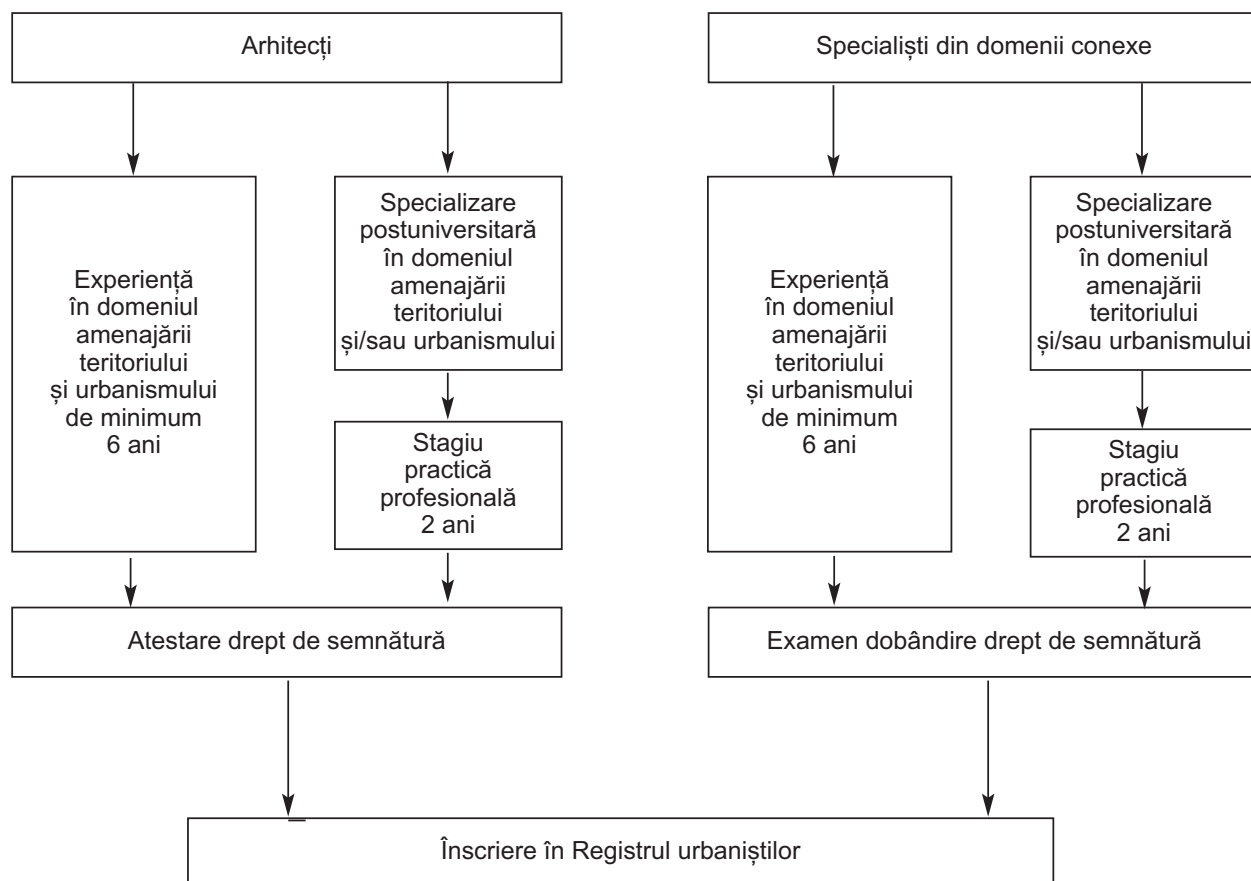 Arhitecți
Specialiști din domenii conexe
Experiență
în domeniul
amenajării
teritoriului
și urbanismului
de minimum
6 ani
Specializare
postuniversitară
în domeniul
amenajării
teritoriului
și/sau urbanismului
Stagiu
practică
profesională
2 ani
Experiență
în domeniul
amenajării
teritoriului
și urbanismului
de minimum
6 ani
Specializare
postuniversitară
în domeniul
amenajării
teritoriului
și/sau urbanismului
Stagiu
practică
profesională
2 ani
Atestare drept de semnătură
Examen dobândire drept de semnătură
Înscriere în Registrul urbaniștilor